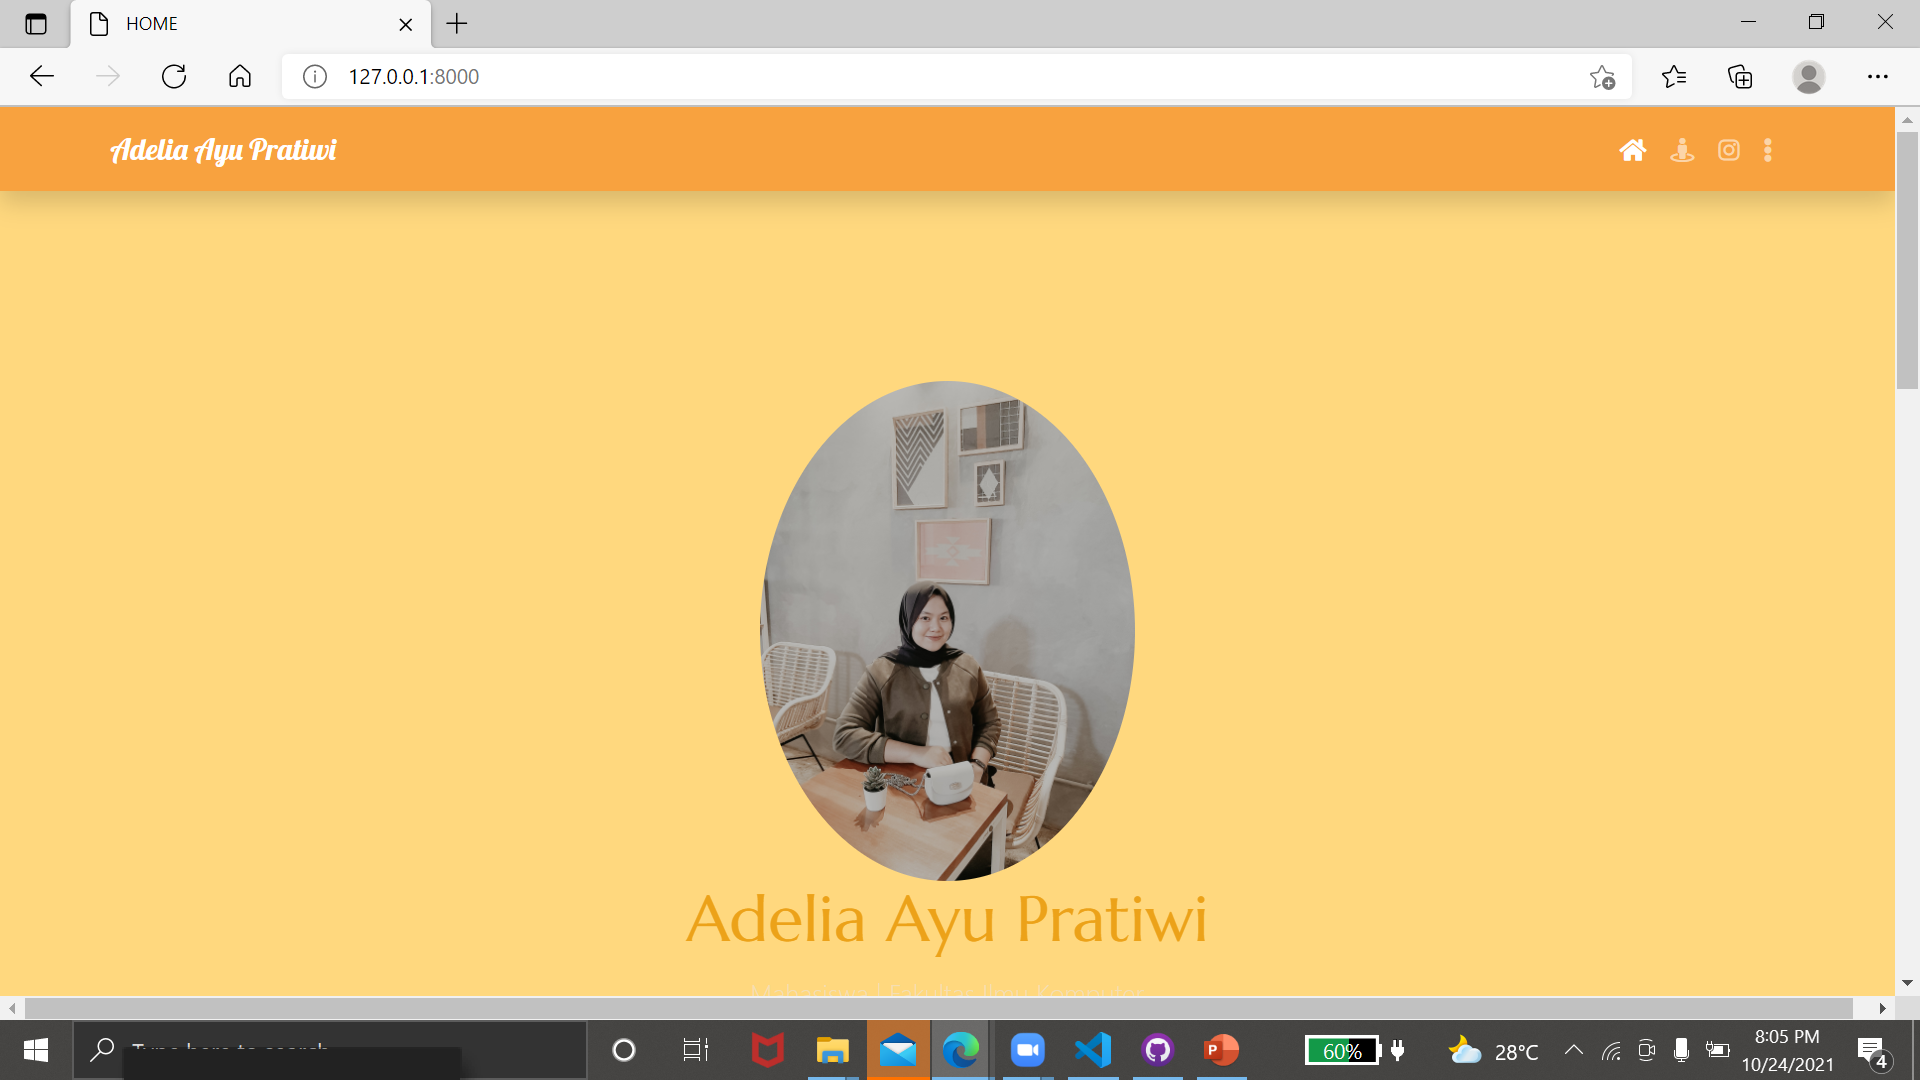 HOME
127.0.0.1:8000
Adelia Ayu Pratiwi
Adelia Ayu Pratiwi
Mahasiswa | Fakultas Ilmu Komputer
Type here to search
60%
28°C
8:05 PM
10/24/2021
4